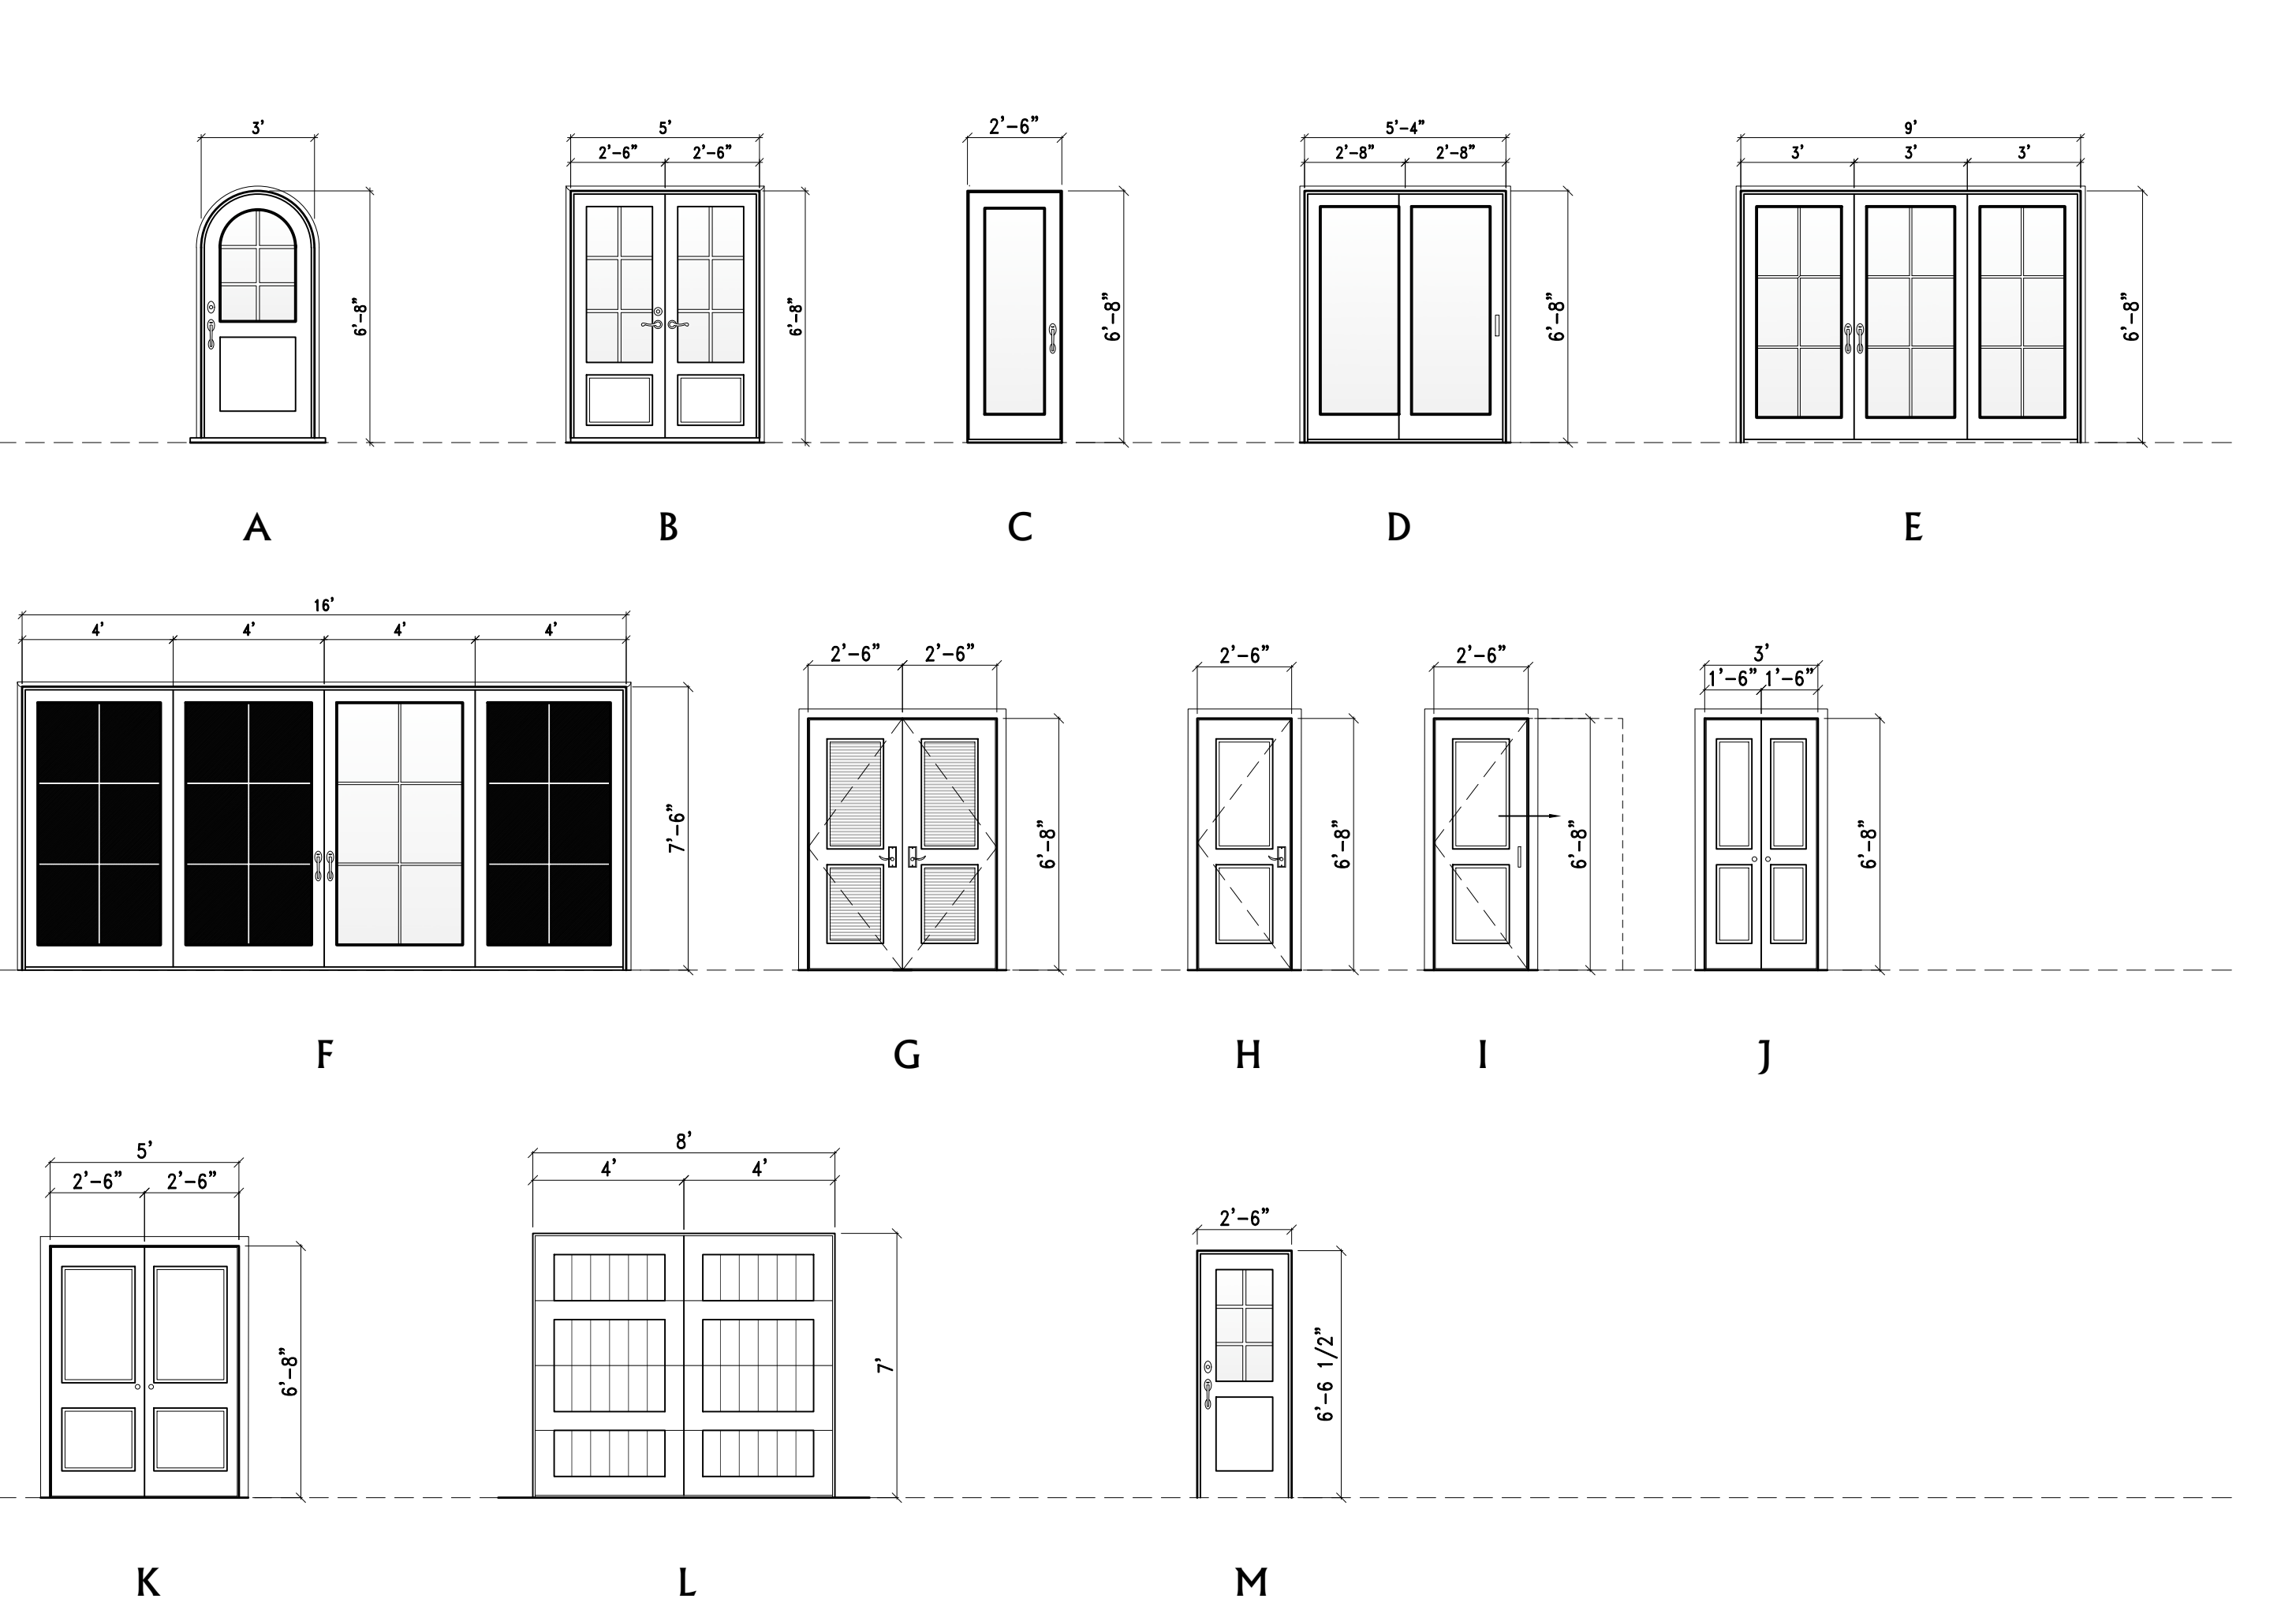 3’ 5’ 2’-6” 5’-4” 9’
2’-6” 2’-6” 2’-8” 2’-8” 3’ 3’ 3’
6’-8” 6’-8” 6’-8” 6’-8” 6’-8”
A B C D E
16’
4’ 4’ 4’ 4’ 2’-6” 2’-6” 2’-6” 2’-6” 3’
1’-6” 1’-6”
7’-6” 6’-8” 6’-8” 6’-8” 6’-8”
F G H I J
5’ 8’
2’-6” 2’-6” 4’ 4’
2’-6”
6’-8” 7’ 6’-6 1/2”
K L M